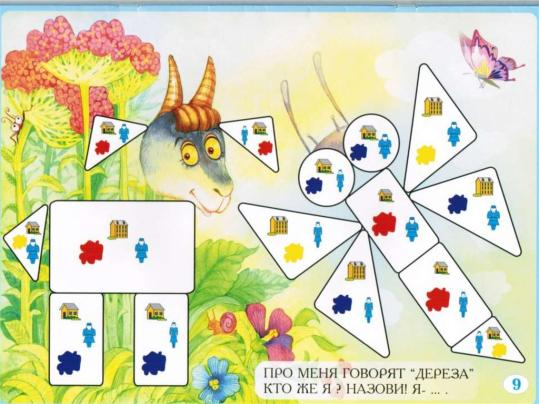 ПРО МЕНЯ ГОВОРЯТ "ДЕРЕЗА"
КТО ЖЕ Я ? НАЗОВИ! Я- ... .
9